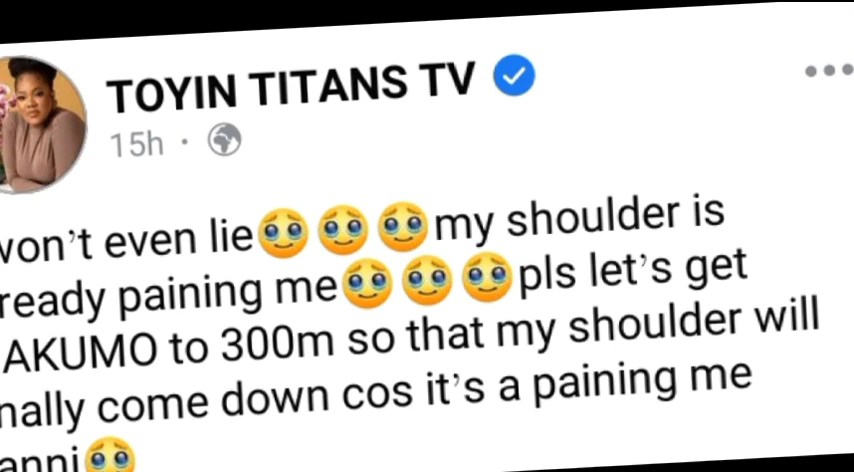 TOYIN TITANS TV
15h ·
won't even lie🥹🥹🥹my shoulder is
ready paining me🥹🥹🥹pls let's get
AKUMO to 300m so that my shoulder will
nally come down cos it's a paining me
anni🥹